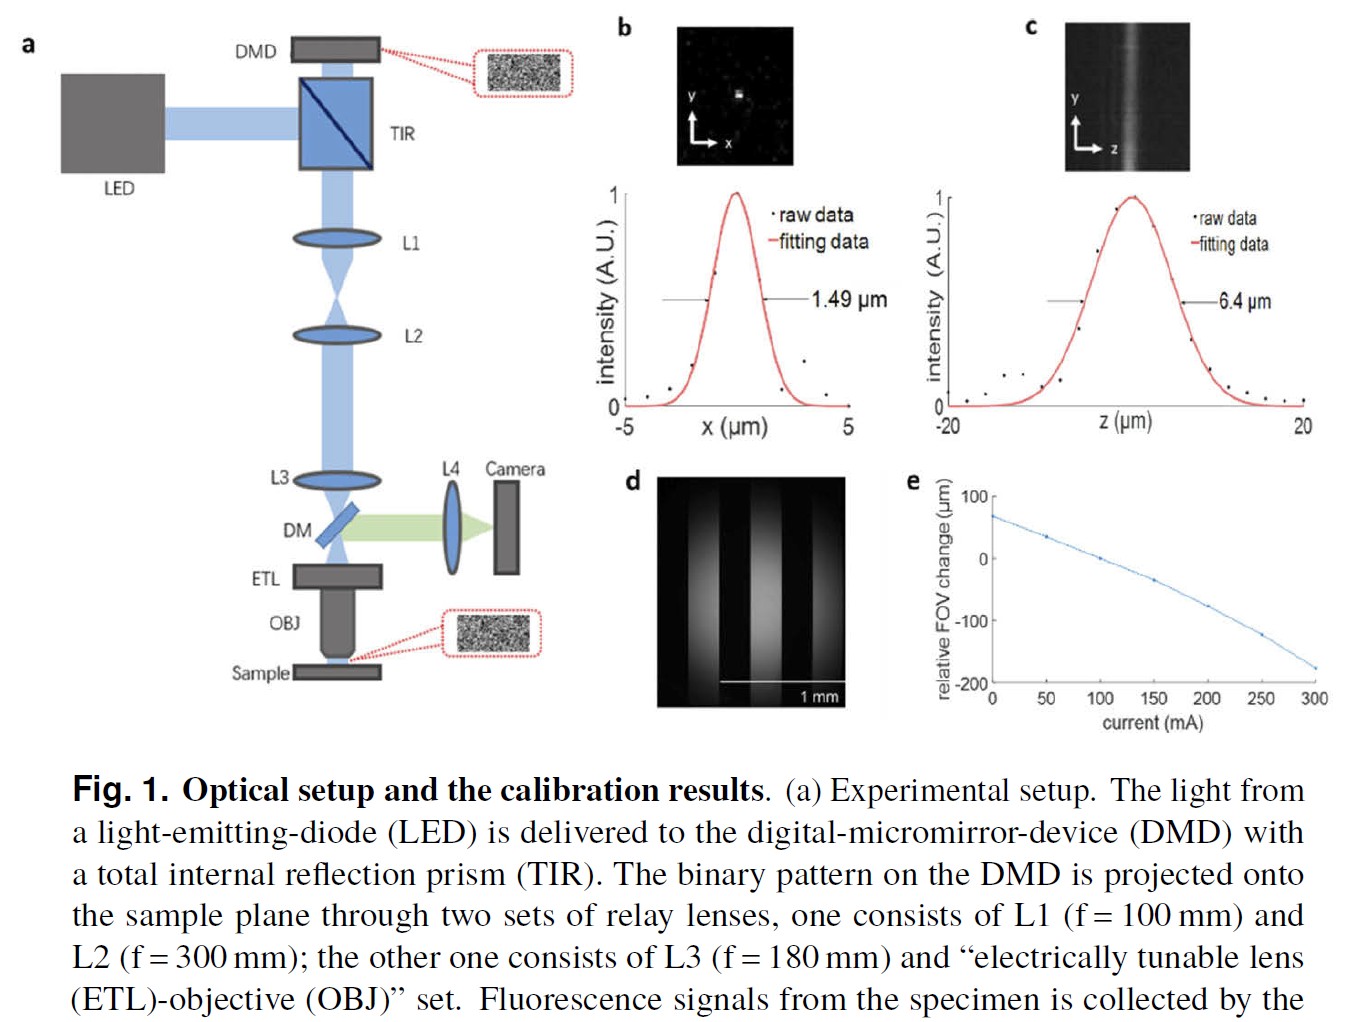 a
DMD
TIR
LED
L1
L2
L3
L4
Camera
DM
ETL
OBJ
Sample
b
y
x
1
raw data
fitting data
1.49 µm
intensity (A.U.)
0
-5
x (µm)
5
c
y
z
1
raw data
fitting data
6.4 µm
intensity (A.U.)
0
-20
z (µm)
20
d
1 mm
e
100
0
-100
-200
relative FOV change (µm)
0 50 100 150 200 250 300
current (mA)
Fig. 1. Optical setup and the calibration results. (a) Experimental setup. The light from
a light-emitting-diode (LED) is delivered to the digital-micromirror-device (DMD) with
a total internal reflection prism (TIR). The binary pattern on the DMD is projected onto
the sample plane through two sets of relay lenses, one consists of L1 (f = 100 mm) and
L2 (f = 300 mm); the other one consists of L3 (f = 180 mm) and “electrically tunable lens
(ETL)-objective (OBJ)” set. Fluorescence signals from the specimen is collected by the